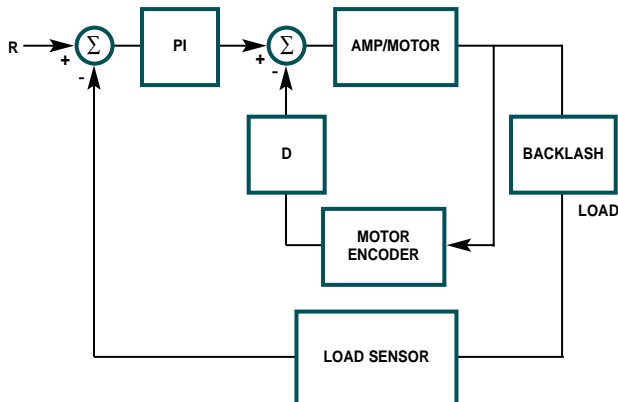 R
+
-
Σ
PI
+
-
Σ
AMP/MOTOR
D
BACKLASH
LOAD
MOTOR
ENCODER
LOAD SENSOR